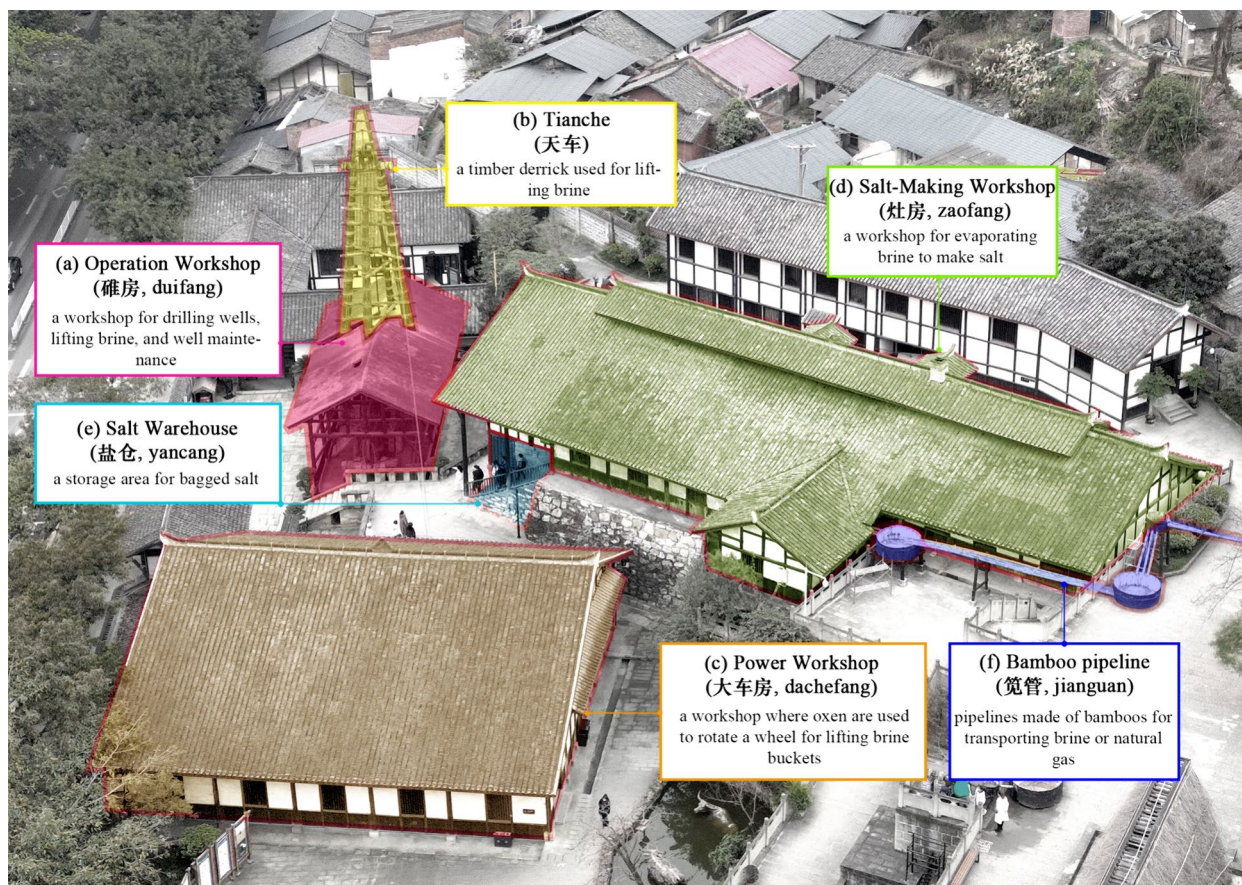 (b) Tianche
(天车)
a timber derrick used for lift-
ing brine
(d) Salt-Making Workshop
(灶房, zaofang)
a workshop for evaporating
brine to make salt
(a) Operation Workshop
(碓房, duifang)
a workshop for drilling wells,
lifting brine, and well mainte-
nance
(e) Salt Warehouse
(盐仓, yancang)
a storage area for bagged salt
(c) Power Workshop
(大车房, dachefang)
a workshop where oxen are used
to rotate a wheel for lifting brine
buckets
(f) Bamboo pipeline
(笕管, jianguan)
pipelines made of bamboos for
transporting brine or natural
gas